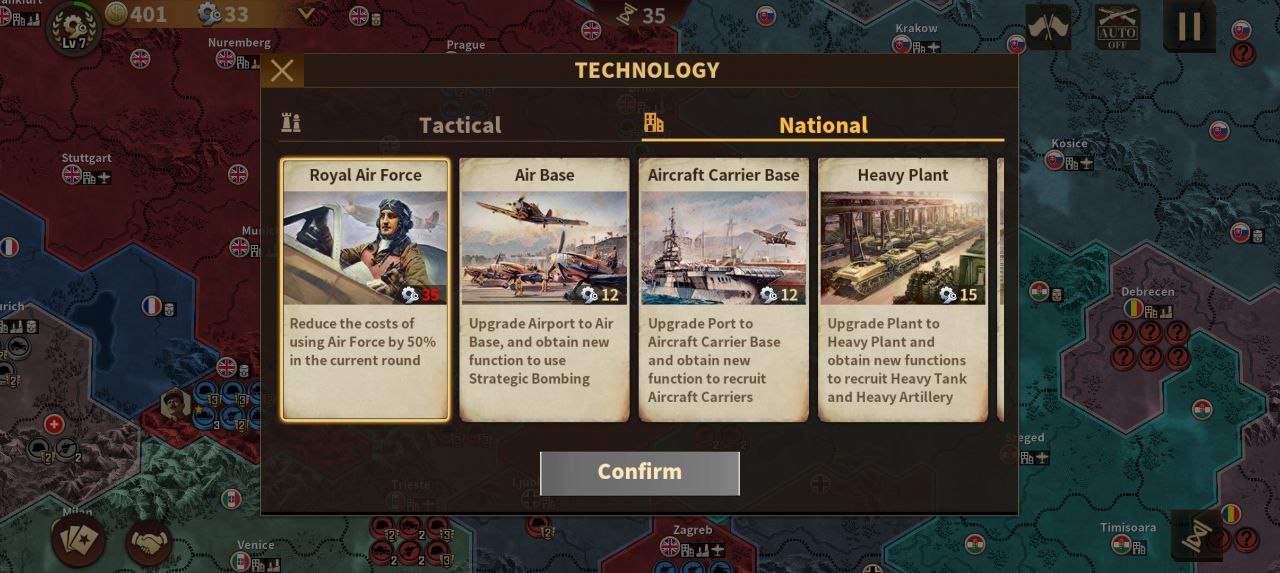 401
33
35
Lv 7
Nuremberg
Prague
Krakow
AUTO
OFF
TECHNOLOGY
Tactical
National
Stuttgart
Kosice
Royal Air Force
Air Base
Aircraft Carrier Base
Heavy Plant
35
12
12
15
Reduce the costs of
using Air Force by 50%
in the current round
Upgrade Airport to Air
Base, and obtain new
function to use
Strategic Bombing
Upgrade Port to
Aircraft Carrier Base
and obtain new
function to recruit
Aircraft Carriers
Upgrade Plant to
Heavy Plant and
obtain new functions
to recruit Heavy Tank
and Heavy Artillery
Debrecen
Confirm
Trieste
Milan
Venice
Zagreb
Timisoara